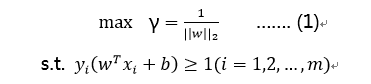 max γ = 1/||w||₂ ....... (1)
s.t. yᵢ(wᵀxᵢ + b) ≥ 1(i = 1,2, ..., m)